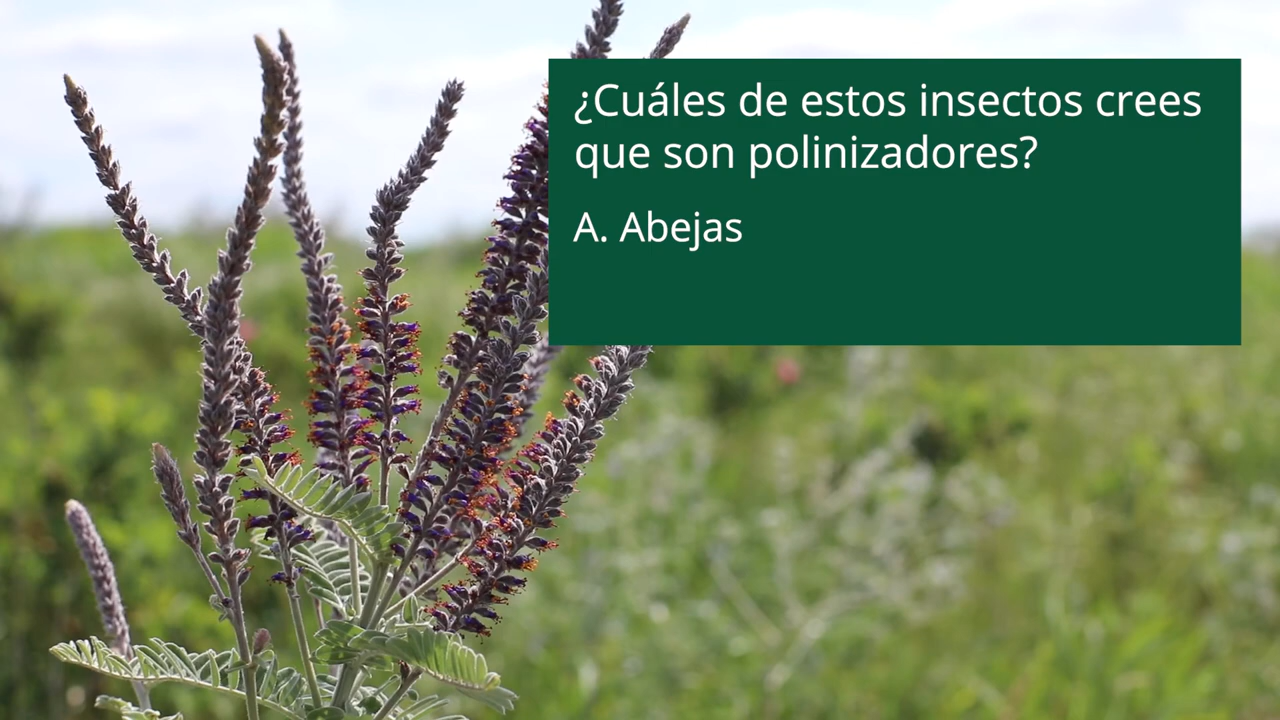 ¿Cuáles de estos insectos crees
que son polinizadores?
A. Abejas